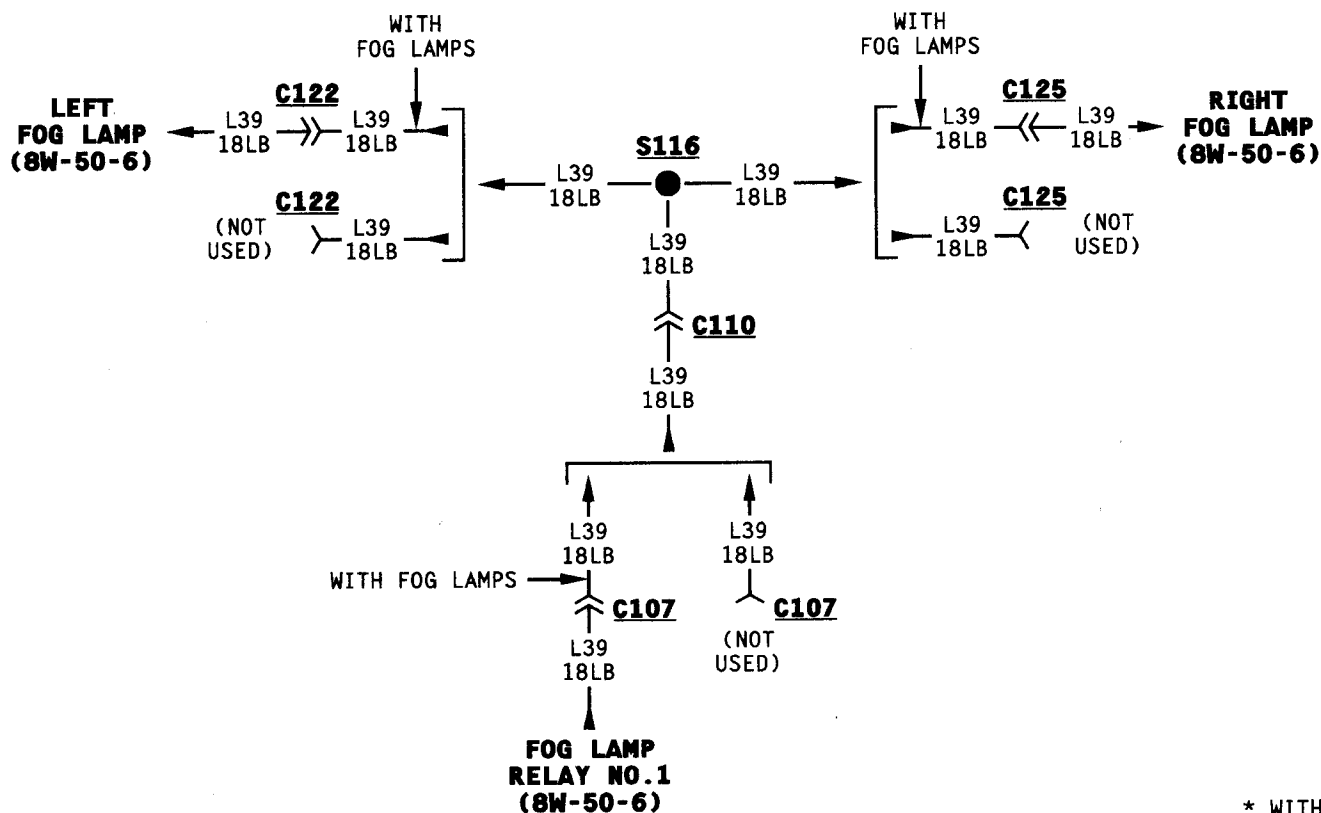 WITH
FOG LAMPS
LEFT
FOG LAMP
(8W-50-6)
L39
18LB
C122
L39
18LB
C122
(NOT
USED)
L39
18LB
L39
18LB
S116
L39
18LB
WITH
FOG LAMPS
L39
18LB
C125
L39
18LB
RIGHT
FOG LAMP
(8W-50-6)
L39
18LB
C125
(NOT
USED)
L39
18LB
C110
L39
18LB
L39
18LB
WITH FOG LAMPS
C107
L39
18LB
L39
18LB
C107
(NOT
USED)
FOG LAMP
RELAY NO.1
(8W-50-6)
* WITH